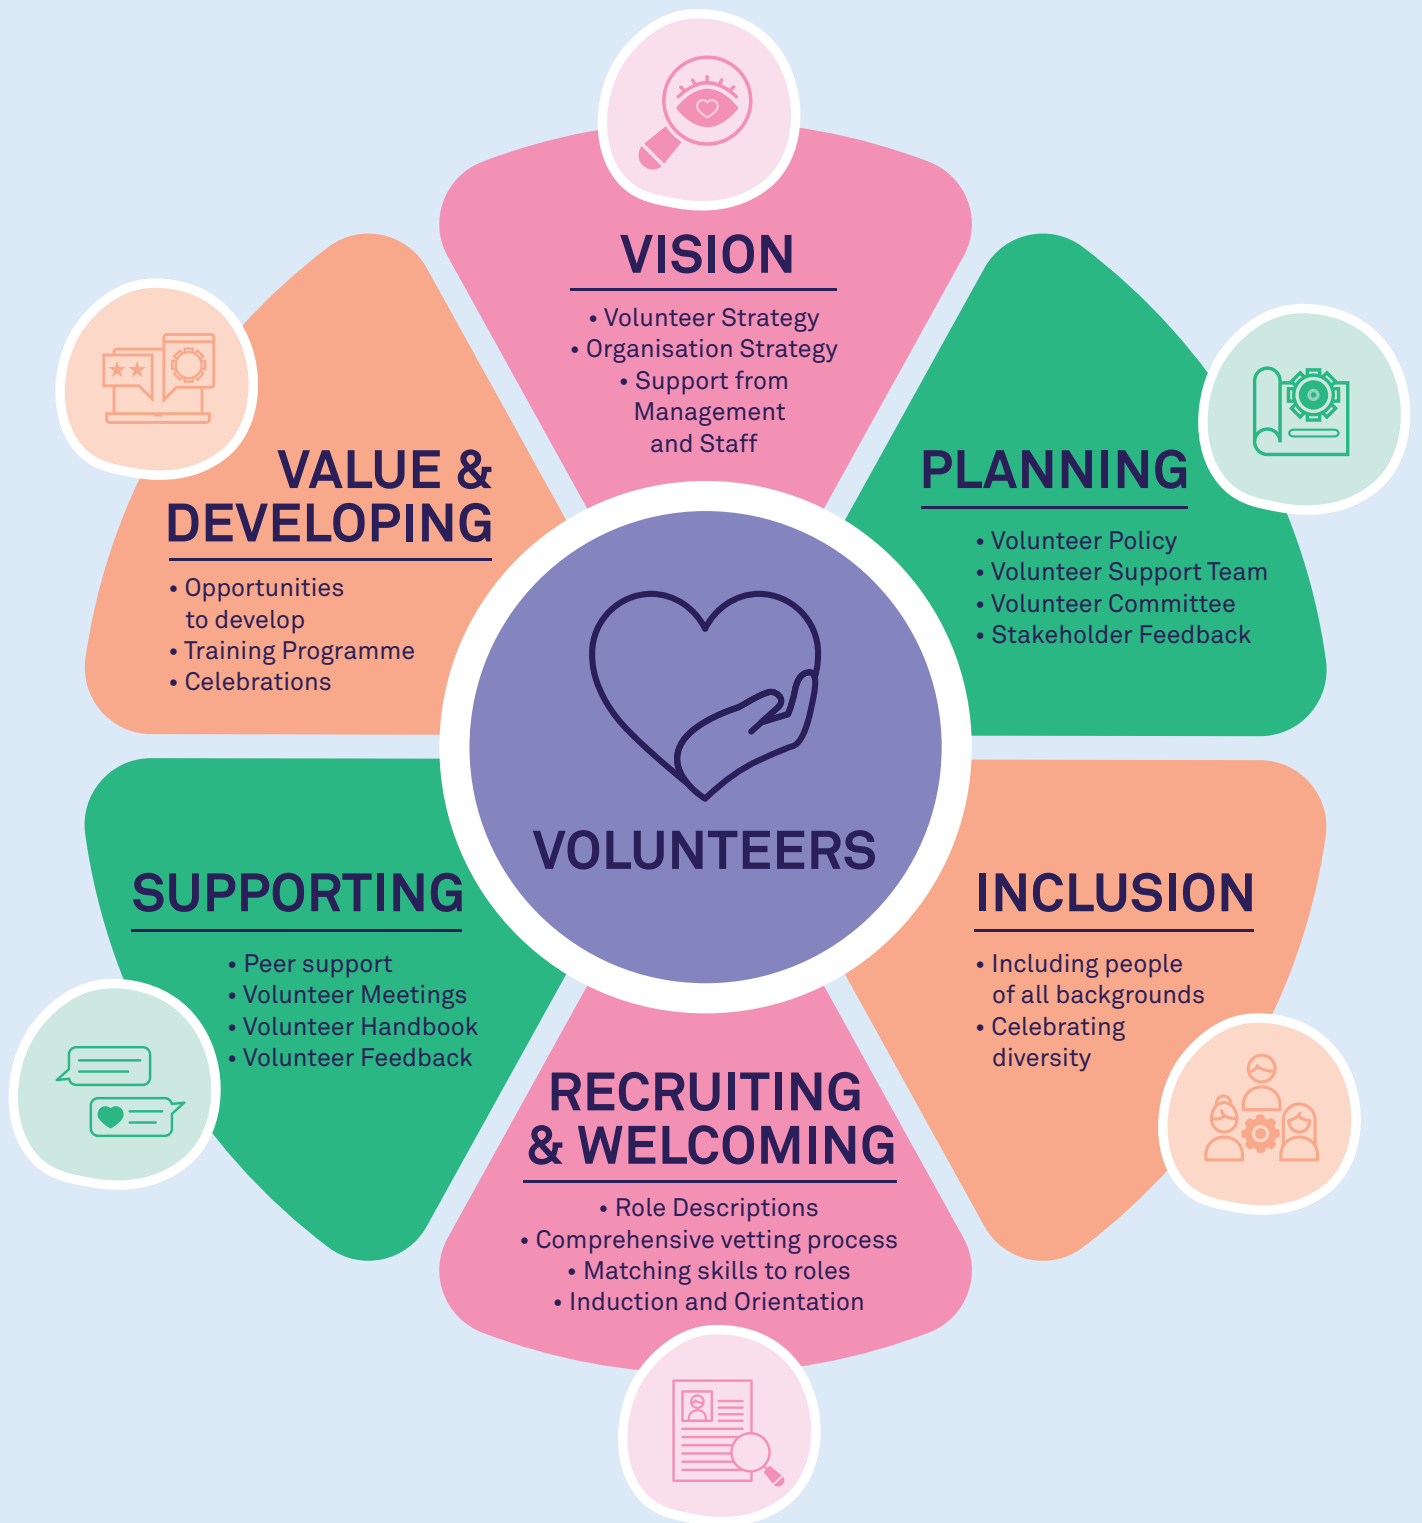 VISION
• Volunteer Strategy
• Organisation Strategy
• Support from
Management
and Staff
PLANNING
• Volunteer Policy
• Volunteer Support Team
• Volunteer Committee
• Stakeholder Feedback
INCLUSION
• Including people
of all backgrounds
• Celebrating
diversity
RECRUITING
& WELCOMING
• Role Descriptions
• Comprehensive vetting process
• Matching skills to roles
• Induction and Orientation
SUPPORTING
• Peer support
• Volunteer Meetings
• Volunteer Handbook
• Volunteer Feedback
VALUE &
DEVELOPING
• Opportunities
to develop
• Training Programme
• Celebrations
VOLUNTEERS